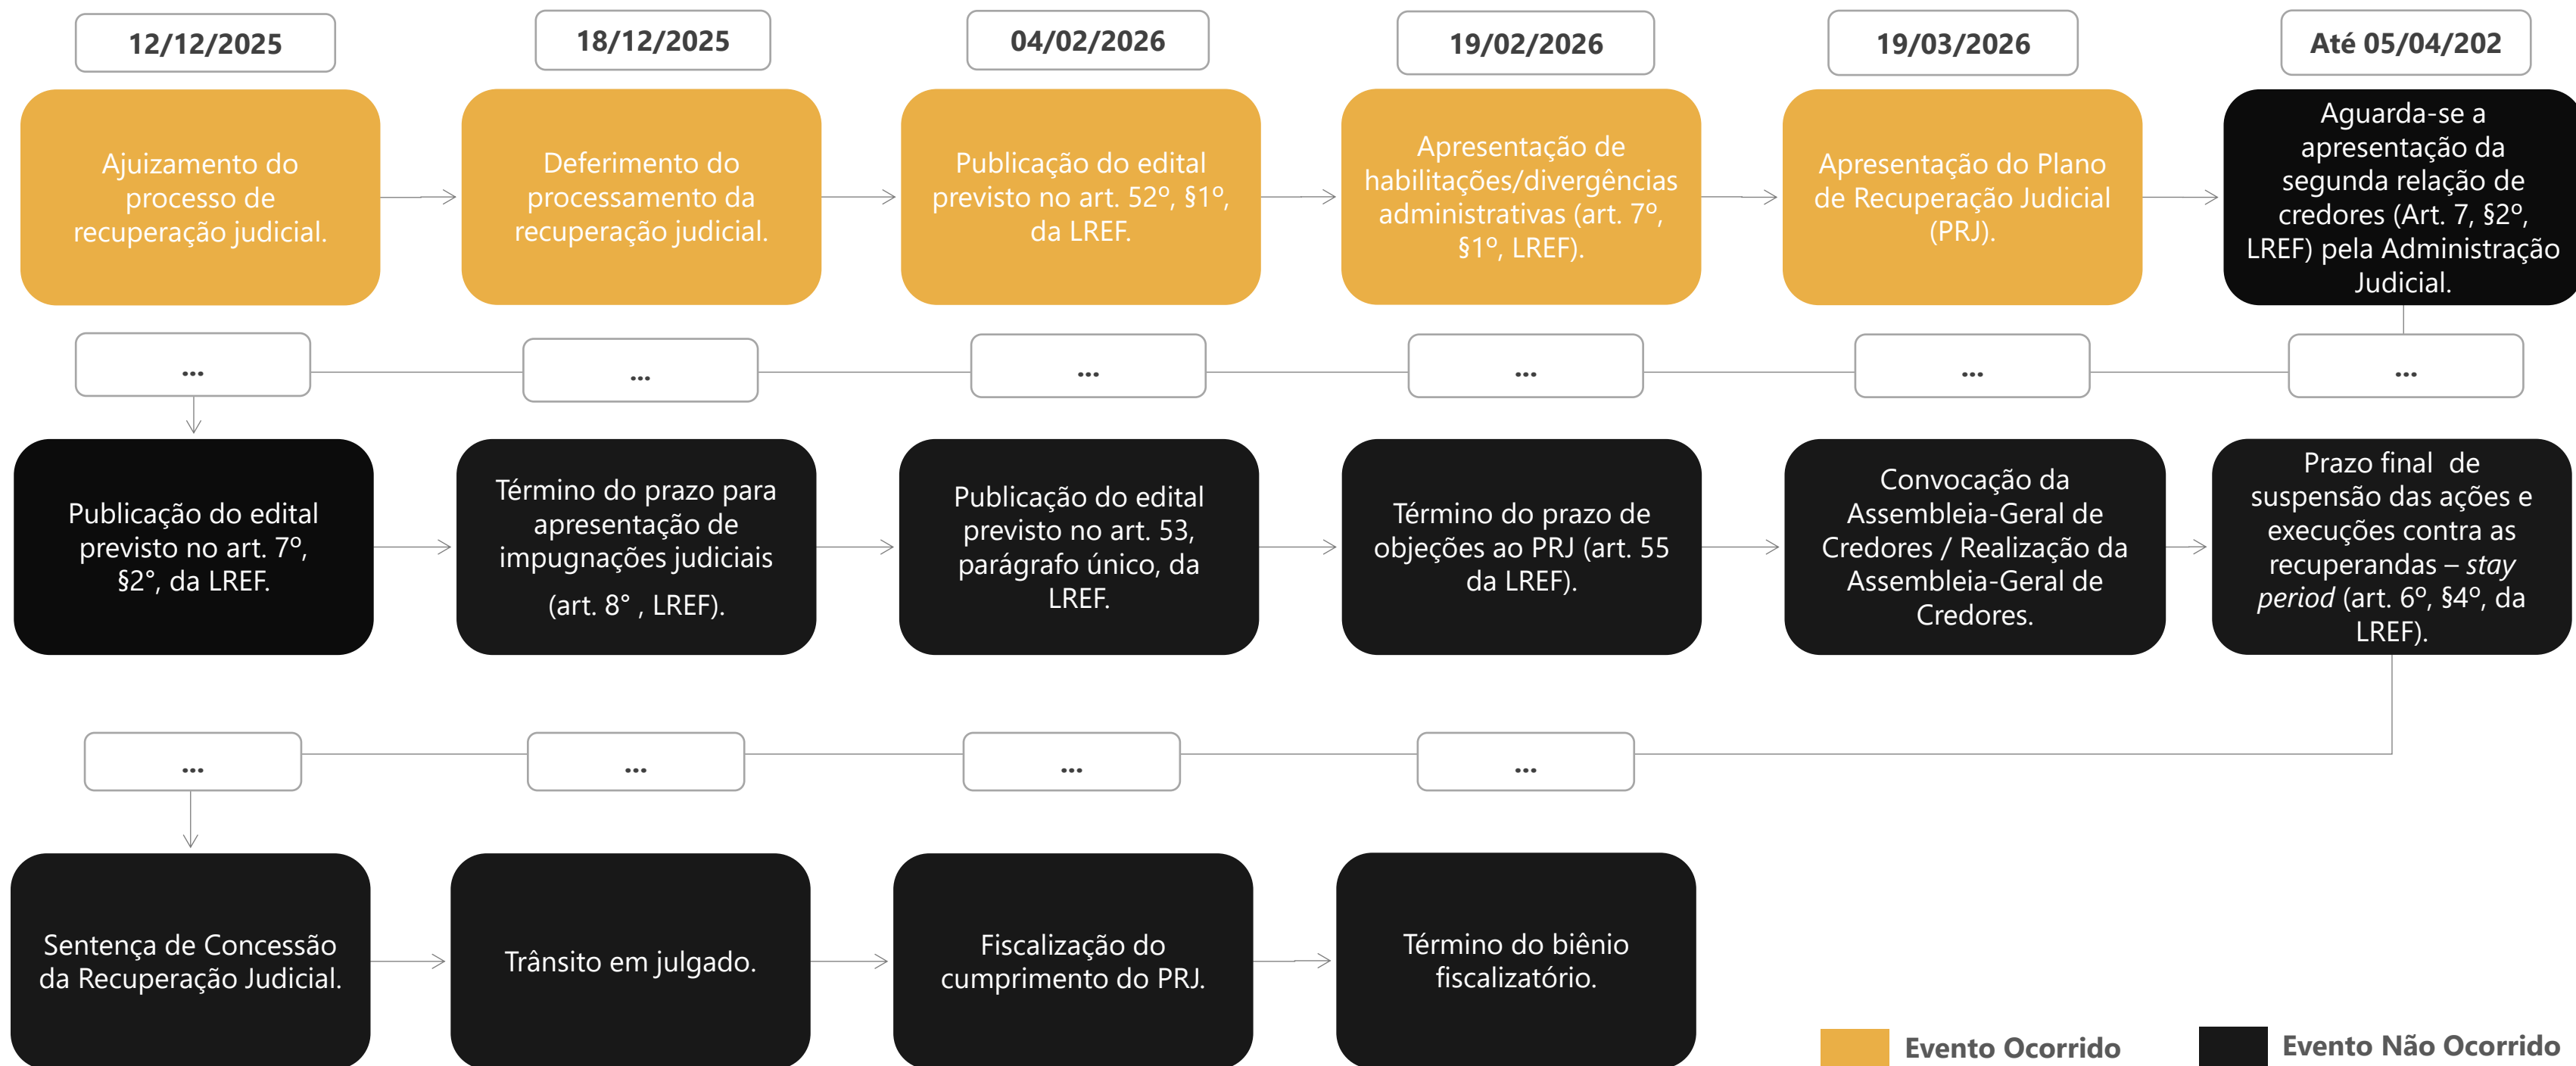 12/12/2025
18/12/2025
04/02/2026
19/02/2026
19/03/2026
Até 05/04/202
Ajuizamento do
processo de
recuperação judicial.
Deferimento do
processamento da
recuperação judicial.
Publicação do edital
previsto no art. 52º, §1º,
da LREF.
Apresentação de
habilitações/divergências
administrativas (art. 7º,
§1º, LREF).
Apresentação do Plano
de Recuperação Judicial
(PRJ).
Aguarda-se a
apresentação da
segunda relação de
credores (Art. 7, §2º,
LREF) pela Administração
Judicial.
...
...
...
...
...
...
Publicação do edital
previsto no art. 7º,
§2°, da LREF.
Término do prazo para
apresentação de
impugnações judiciais
(art. 8° , LREF).
Publicação do edital
previsto no art. 53,
parágrafo único, da
LREF.
Término do prazo de
objeções ao PRJ (art. 55
da LREF).
Convocação da
Assembleia-Geral de
Credores / Realização da
Assembleia-Geral de
Credores.
Prazo final  de
suspensão das ações e
execuções contra as
recuperandas – stay
period (art. 6º, §4º, da
LREF).
...
...
...
...
Sentença de Concessão
da Recuperação Judicial.
Trânsito em julgado.
Fiscalização do
cumprimento do PRJ.
Término do biênio
fiscalizatório.
Evento Ocorrido
Evento Não Ocorrido